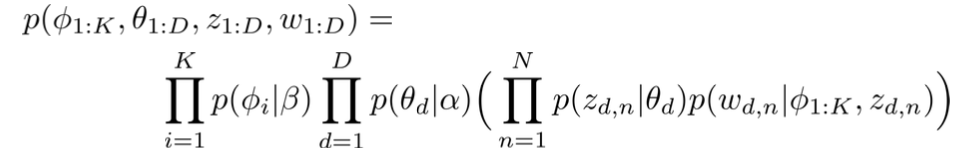 p(ϕ_{1:K}, θ_{1:D}, z_{1:D}, w_{1:D}) =
∏_{i=1}^{K} p(ϕ_i|β) ∏_{d=1}^{D} p(θ_d|α) ( ∏_{n=1}^{N} p(z_{d,n}|θ_d)p(w_{d,n}|ϕ_{1:K}, z_{d,n}) )